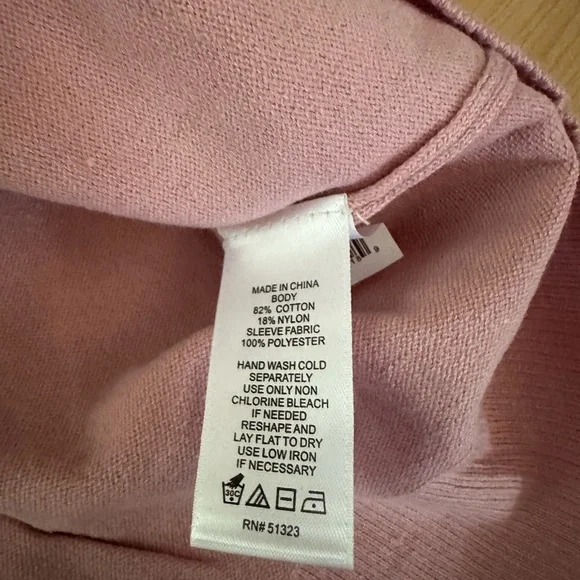 MADE IN CHINA
BODY
82% COTTON
18% NYLON
SLEEVE FABRIC
100% POLYESTER
HAND WASH COLD
SEPARATELY
USE ONLY NON
CHLORINE BLEACH
IF NEEDED
RESHAPE AND
LAY FLAT TO DRY
USE LOW IRON
IF NECESSARY
30C
RN# 51323